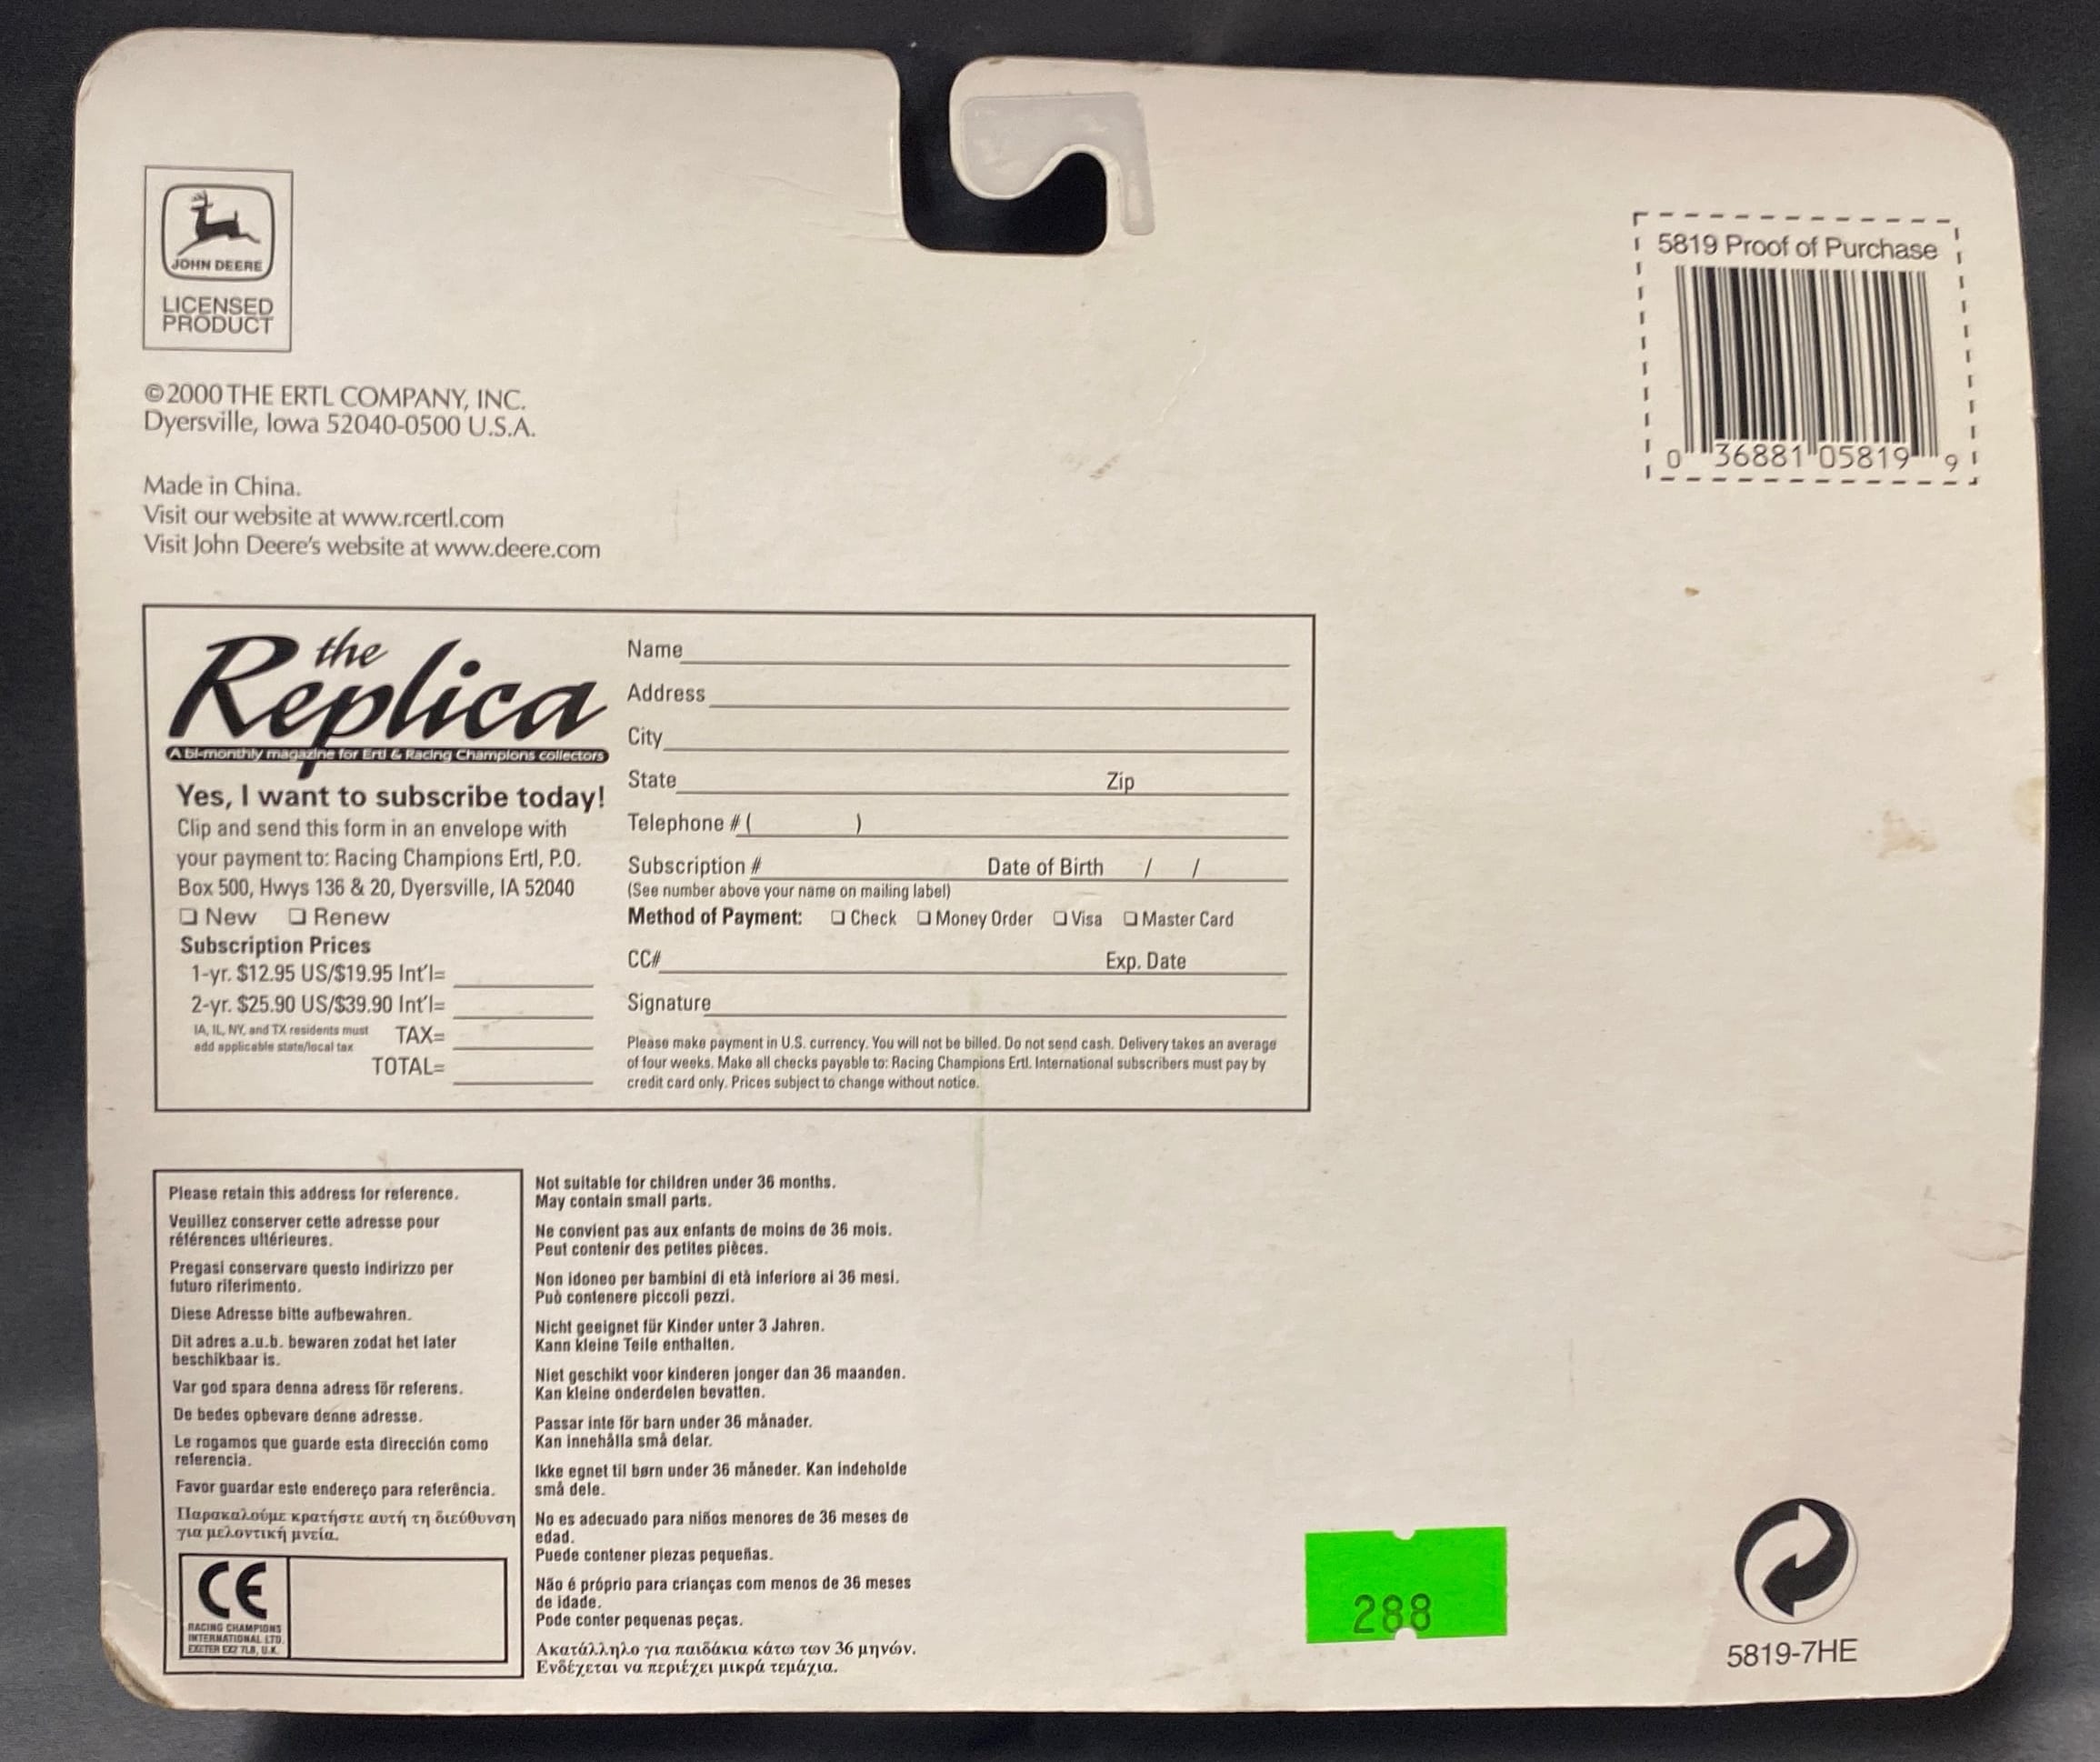 JOHN DEERE
LICENSED
PRODUCT
©2000 THE ERTL COMPANY, INC.
Dyersville, Iowa 52040-0500 U.S.A.
Made in China.
Visit our website at www.rcertl.com
Visit John Deere's website at www.deere.com
5819 Proof of Purchase
0 36881 05819 9
the
Replica
A bi-monthly magazine for Ertl & Racing Champions collectors
Yes, I want to subscribe today!
Clip and send this form in an envelope with
your payment to: Racing Champions Ertl, P.O.
Box 500, Hwys 136 & 20, Dyersville, IA 52040
❏ New ❏ Renew
Subscription Prices
1-yr. $12.95 US/$19.95 Int'l=
2-yr. $25.90 US/$39.90 Int'l=
IA, IL, NY, and TX residents must
add applicable state/local tax
TAX=
TOTAL=
Name
Address
City
State Zip
Telephone # ( )
Subscription # Date of Birth / /
(See number above your name on mailing label)
Method of Payment: ❏ Check ❏ Money Order ❏ Visa ❏ Master Card
CC# Exp. Date
Signature
Please make payment in U.S. currency. You will not be billed. Do not send cash. Delivery takes an average
of four weeks. Make all checks payable to: Racing Champions Ertl. International subscribers must pay by
credit card only. Prices subject to change without notice.
Please retain this address for reference.
Veuillez conserver cette adresse pour
références ultérieures.
Pregasi conservare questo indirizzo per
futuro riferimento.
Diese Adresse bitte aufbewahren.
Dit adres a.u.b. bewaren zodat het later
beschikbaar is.
Var god spara denna adress för referens.
De bedes opbevare denne adresse.
Le rogamos que guarde esta dirección como
referencia.
Favor guardar este endereço para referência.
Παρακαλούμε κρατήστε αυτή τη διεύθυνση
για μελοντική μνεία.
CE
RACING CHAMPIONS
INTERNATIONAL LTD.
EXETER EX2 7LB, U.K.
Not suitable for children under 36 months.
May contain small parts.
Ne convient pas aux enfants de moins de 36 mois.
Peut contenir des petites pièces.
Non idoneo per bambini di età inferiore ai 36 mesi.
Può contenere piccoli pezzi.
Nicht geeignet für Kinder unter 3 Jahren.
Kann kleine Teile enthalten.
Niet geschikt voor kinderen jonger dan 36 maanden.
Kan kleine onderdelen bevatten.
Passar inte för barn under 36 månader.
Kan innehålla små delar.
Ikke egnet til børn under 36 måneder. Kan indeholde
små dele.
No es adecuado para niños menores de 36 meses de
edad.
Puede contener piezas pequeñas.
Não é próprio para crianças com menos de 36 meses
de idade.
Pode conter pequenas peças.
Ακατάλληλο για παιδάκια κάτω των 36 μηνών.
Ενδέχεται να περιέχει μικρά τεμάχια.
288
5819-7HE